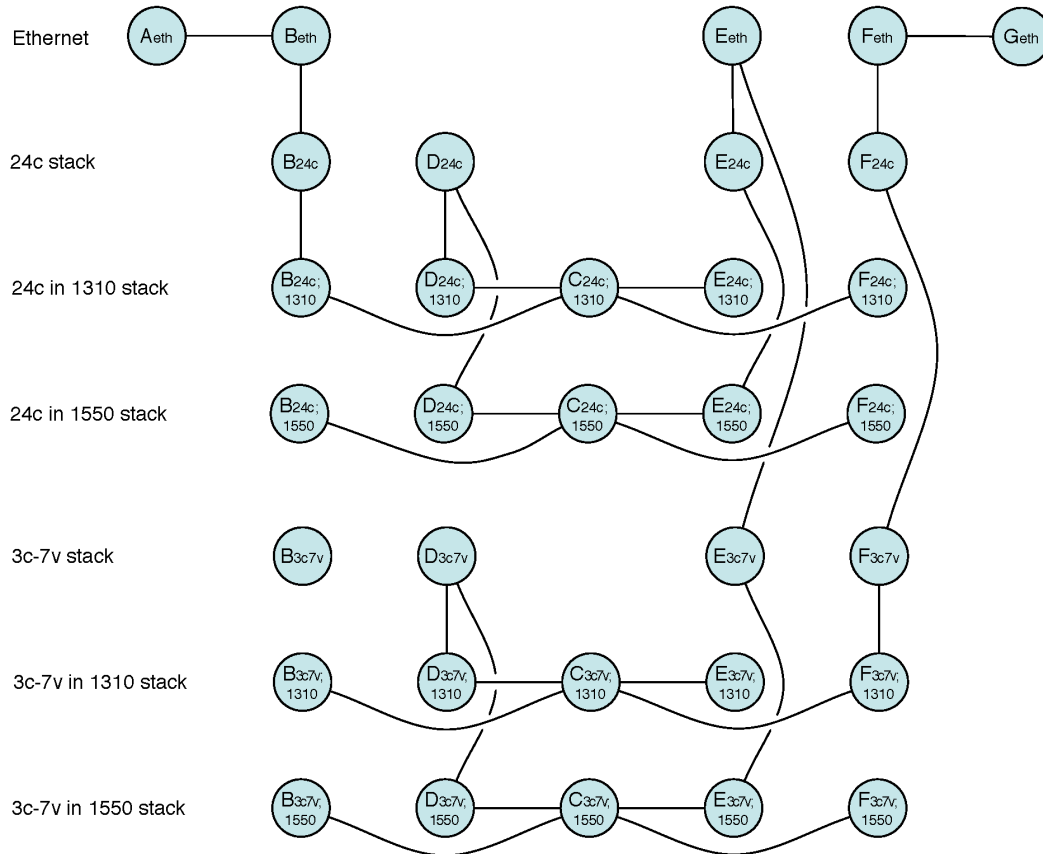 Ethernet Aeth Beth Eeth Feth Geth
24c stack B24c D24c E24c F24c
24c in 1310 stack B24c; 1310 D24c; 1310 C24c; 1310 E24c; 1310 F24c; 1310
24c in 1550 stack B24c; 1550 D24c; 1550 C24c; 1550 E24c; 1550 F24c; 1550
3c-7v stack B3c7v D3c7v E3c7v F3c7v
3c-7v in 1310 stack B3c7v; 1310 D3c7v; 1310 C3c7v; 1310 E3c7v; 1310 F3c7v; 1310
3c-7v in 1550 stack B3c7v; 1550 D3c7v; 1550 C3c7v; 1550 E3c7v; 1550 F3c7v; 1550